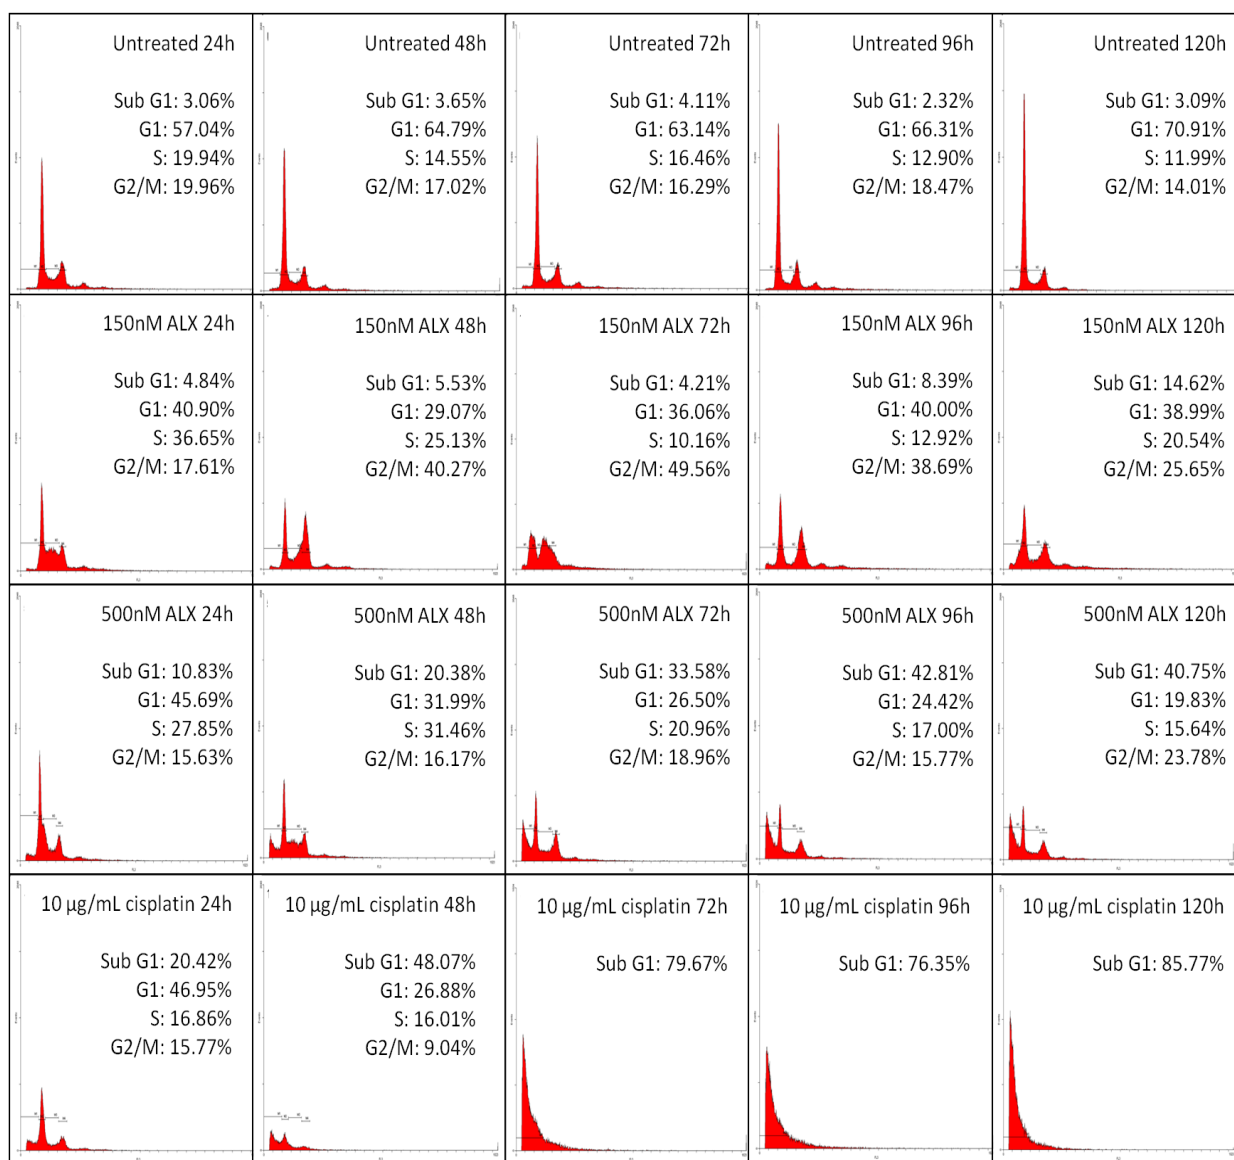 Untreated 24h
Sub G1: 3.06%
G1: 57.04%
S: 19.94%
G2/M: 19.96%
Untreated 48h
Sub G1: 3.65%
G1: 64.79%
S: 14.55%
G2/M: 17.02%
Untreated 72h
Sub G1: 4.11%
G1: 63.14%
S: 16.46%
G2/M: 16.29%
Untreated 96h
Sub G1: 2.32%
G1: 66.31%
S: 12.90%
G2/M: 18.47%
Untreated 120h
Sub G1: 3.09%
G1: 70.91%
S: 11.99%
G2/M: 14.01%
150nM ALX 24h
Sub G1: 4.84%
G1: 40.90%
S: 36.65%
G2/M: 17.61%
150nM ALX 48h
Sub G1: 5.53%
G1: 29.07%
S: 25.13%
G2/M: 40.27%
150nM ALX 72h
Sub G1: 4.21%
G1: 36.06%
S: 10.16%
G2/M: 49.56%
150nM ALX 96h
Sub G1: 8.39%
G1: 40.00%
S: 12.92%
G2/M: 38.69%
150nM ALX 120h
Sub G1: 14.62%
G1: 38.99%
S: 20.54%
G2/M: 25.65%
500nM ALX 24h
Sub G1: 10.83%
G1: 45.69%
S: 27.85%
G2/M: 15.63%
500nM ALX 48h
Sub G1: 20.38%
G1: 31.99%
S: 31.46%
G2/M: 16.17%
500nM ALX 72h
Sub G1: 33.58%
G1: 26.50%
S: 20.96%
G2/M: 18.96%
500nM ALX 96h
Sub G1: 42.81%
G1: 24.42%
S: 17.00%
G2/M: 15.77%
500nM ALX 120h
Sub G1: 40.75%
G1: 19.83%
S: 15.64%
G2/M: 23.78%
10 µg/mL cisplatin 24h
Sub G1: 20.42%
G1: 46.95%
S: 16.86%
G2/M: 15.77%
10 µg/mL cisplatin 48h
Sub G1: 48.07%
G1: 26.88%
S: 16.01%
G2/M: 9.04%
10 µg/mL cisplatin 72h
Sub G1: 79.67%
10 µg/mL cisplatin 96h
Sub G1: 76.35%
10 µg/mL cisplatin 120h
Sub G1: 85.77%